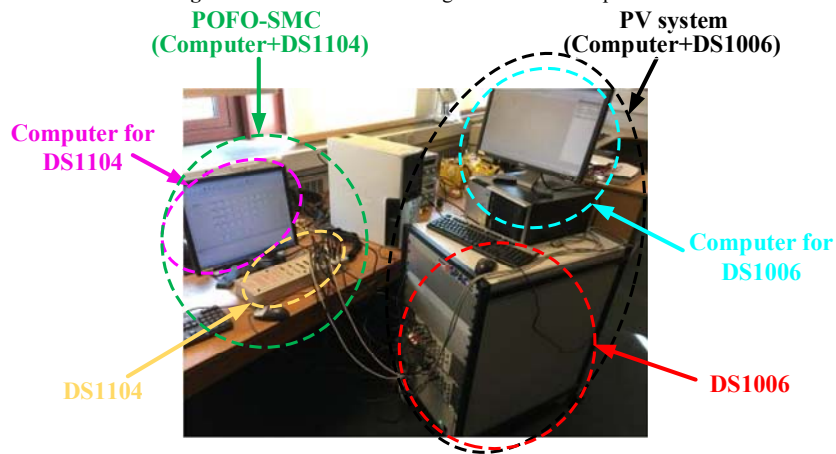 POFO-SMC
(Computer+DS1104)
PV system
(Computer+DS1006)
Computer for
DS1104
Computer for
DS1006
DS1104
DS1006